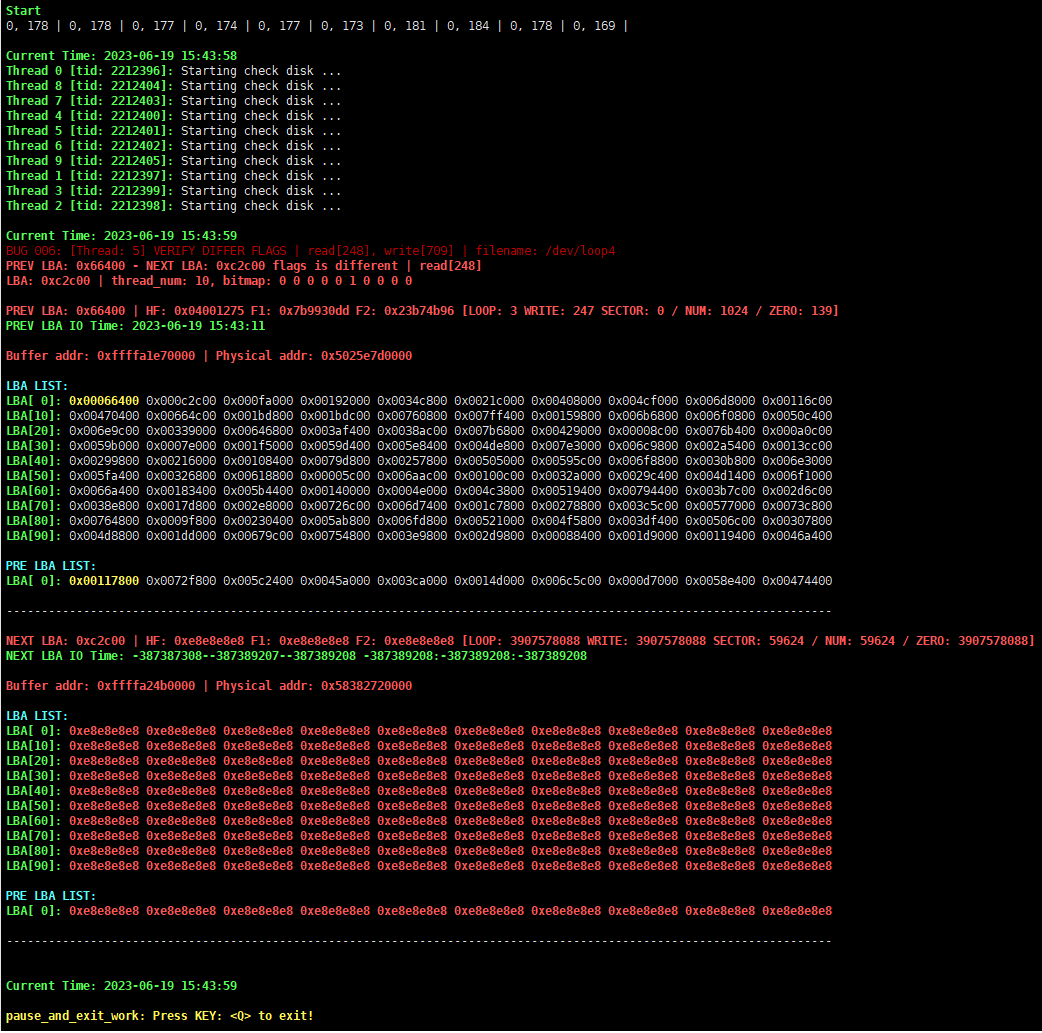 Start
0, 178 | 0, 178 | 0, 177 | 0, 174 | 0, 177 | 0, 173 | 0, 181 | 0, 184 | 0, 178 | 0, 169 |
Current Time: 2023-06-19 15:43:58
Thread 0 [tid: 2212396]: Starting check disk ...
Thread 8 [tid: 2212404]: Starting check disk ...
Thread 7 [tid: 2212403]: Starting check disk ...
Thread 4 [tid: 2212400]: Starting check disk ...
Thread 5 [tid: 2212401]: Starting check disk ...
Thread 6 [tid: 2212402]: Starting check disk ...
Thread 9 [tid: 2212405]: Starting check disk ...
Thread 1 [tid: 2212397]: Starting check disk ...
Thread 3 [tid: 2212399]: Starting check disk ...
Thread 2 [tid: 2212398]: Starting check disk ...
Current Time: 2023-06-19 15:43:59
BUG 006: [Thread: 5] VERIFY DIFFER FLAGS | read[248], write[709] | filename: /dev/loop4
PREV LBA: 0x66400 - NEXT LBA: 0xc2c00 flags is different | read[248]
LBA: 0xc2c00 | thread_num: 10, bitmap: 0 0 0 0 0 1 0 0 0 0
PREV LBA: 0x66400 | HF: 0x04001275 F1: 0x7b9930dd F2: 0x23b74b96 [LOOP: 3 WRITE: 247 SECTOR: 0 / NUM: 1024 / ZERO: 139]
PREV LBA IO Time: 2023-06-19 15:43:11
Buffer addr: 0xffffa1e70000 | Physical addr: 0x5025e7d0000
LBA LIST:
LBA[ 0]: 0x00066400 0x000c2c00 0x000fa000 0x00192000 0x0034c800 0x0021c000 0x00408000 0x004cf000 0x006d8000 0x00116c00
LBA[10]: 0x00470400 0x00664c00 0x001bd800 0x001bdc00 0x00760800 0x007ff400 0x00159800 0x006b6800 0x006f0800 0x0050c400
LBA[20]: 0x006e9c00 0x00339000 0x00646800 0x003af400 0x0038ac00 0x007b6800 0x00429000 0x00008c00 0x0076b400 0x000a0c00
LBA[30]: 0x0059b000 0x0007e000 0x001f5000 0x0059d400 0x005e8400 0x004de800 0x007e3000 0x006c9800 0x002a5400 0x0013cc00
LBA[40]: 0x00299800 0x00216000 0x00108400 0x0079d800 0x00257800 0x00505000 0x00595c00 0x006f8800 0x0030b800 0x006e3000
LBA[50]: 0x005fa400 0x00326800 0x00618800 0x00005c00 0x006aac00 0x00100c00 0x0032a000 0x0029c400 0x004d1400 0x006f1000
LBA[60]: 0x0066a400 0x00183400 0x005b4400 0x00140000 0x0004e000 0x004c3800 0x00519400 0x00794400 0x003b7c00 0x002d6c00
LBA[70]: 0x0038e800 0x0017d800 0x002e8000 0x00726c00 0x006d7400 0x001c7800 0x00278800 0x003c5c00 0x00577000 0x0073c800
LBA[80]: 0x00764800 0x0009f800 0x00230400 0x005ab800 0x006fd800 0x00521000 0x004f5800 0x003df400 0x00506c00 0x00307800
LBA[90]: 0x004d8800 0x001dd000 0x00679c00 0x00754800 0x003e9800 0x002d9800 0x00088400 0x001d9000 0x00119400 0x0046a400
PRE LBA LIST:
LBA[ 0]: 0x00117800 0x0072f800 0x005c2400 0x0045a000 0x003ca000 0x0014d000 0x006c5c00 0x000d7000 0x0058e400 0x00474400
----------------------------------------------------------------------------------------------------------------------
NEXT LBA: 0xc2c00 | HF: 0xe8e8e8e8 F1: 0xe8e8e8e8 F2: 0xe8e8e8e8 [LOOP: 3907578088 WRITE: 3907578088 SECTOR: 59624 / NUM: 59624 / ZERO: 3907578088]
NEXT LBA IO Time: -387387308--387389207--387389208 -387389208:-387389208:-387389208
Buffer addr: 0xffffa24b0000 | Physical addr: 0x58382720000
LBA LIST:
LBA[ 0]: 0xe8e8e8e8 0xe8e8e8e8 0xe8e8e8e8 0xe8e8e8e8 0xe8e8e8e8 0xe8e8e8e8 0xe8e8e8e8 0xe8e8e8e8 0xe8e8e8e8 0xe8e8e8e8
LBA[10]: 0xe8e8e8e8 0xe8e8e8e8 0xe8e8e8e8 0xe8e8e8e8 0xe8e8e8e8 0xe8e8e8e8 0xe8e8e8e8 0xe8e8e8e8 0xe8e8e8e8 0xe8e8e8e8
LBA[20]: 0xe8e8e8e8 0xe8e8e8e8 0xe8e8e8e8 0xe8e8e8e8 0xe8e8e8e8 0xe8e8e8e8 0xe8e8e8e8 0xe8e8e8e8 0xe8e8e8e8 0xe8e8e8e8
LBA[30]: 0xe8e8e8e8 0xe8e8e8e8 0xe8e8e8e8 0xe8e8e8e8 0xe8e8e8e8 0xe8e8e8e8 0xe8e8e8e8 0xe8e8e8e8 0xe8e8e8e8 0xe8e8e8e8
LBA[40]: 0xe8e8e8e8 0xe8e8e8e8 0xe8e8e8e8 0xe8e8e8e8 0xe8e8e8e8 0xe8e8e8e8 0xe8e8e8e8 0xe8e8e8e8 0xe8e8e8e8 0xe8e8e8e8
LBA[50]: 0xe8e8e8e8 0xe8e8e8e8 0xe8e8e8e8 0xe8e8e8e8 0xe8e8e8e8 0xe8e8e8e8 0xe8e8e8e8 0xe8e8e8e8 0xe8e8e8e8 0xe8e8e8e8
LBA[60]: 0xe8e8e8e8 0xe8e8e8e8 0xe8e8e8e8 0xe8e8e8e8 0xe8e8e8e8 0xe8e8e8e8 0xe8e8e8e8 0xe8e8e8e8 0xe8e8e8e8 0xe8e8e8e8
LBA[70]: 0xe8e8e8e8 0xe8e8e8e8 0xe8e8e8e8 0xe8e8e8e8 0xe8e8e8e8 0xe8e8e8e8 0xe8e8e8e8 0xe8e8e8e8 0xe8e8e8e8 0xe8e8e8e8
LBA[80]: 0xe8e8e8e8 0xe8e8e8e8 0xe8e8e8e8 0xe8e8e8e8 0xe8e8e8e8 0xe8e8e8e8 0xe8e8e8e8 0xe8e8e8e8 0xe8e8e8e8 0xe8e8e8e8
LBA[90]: 0xe8e8e8e8 0xe8e8e8e8 0xe8e8e8e8 0xe8e8e8e8 0xe8e8e8e8 0xe8e8e8e8 0xe8e8e8e8 0xe8e8e8e8 0xe8e8e8e8 0xe8e8e8e8
PRE LBA LIST:
LBA[ 0]: 0xe8e8e8e8 0xe8e8e8e8 0xe8e8e8e8 0xe8e8e8e8 0xe8e8e8e8 0xe8e8e8e8 0xe8e8e8e8 0xe8e8e8e8 0xe8e8e8e8 0xe8e8e8e8
----------------------------------------------------------------------------------------------------------------------
Current Time: 2023-06-19 15:43:59
pause_and_exit_work: Press KEY: <Q> to exit!